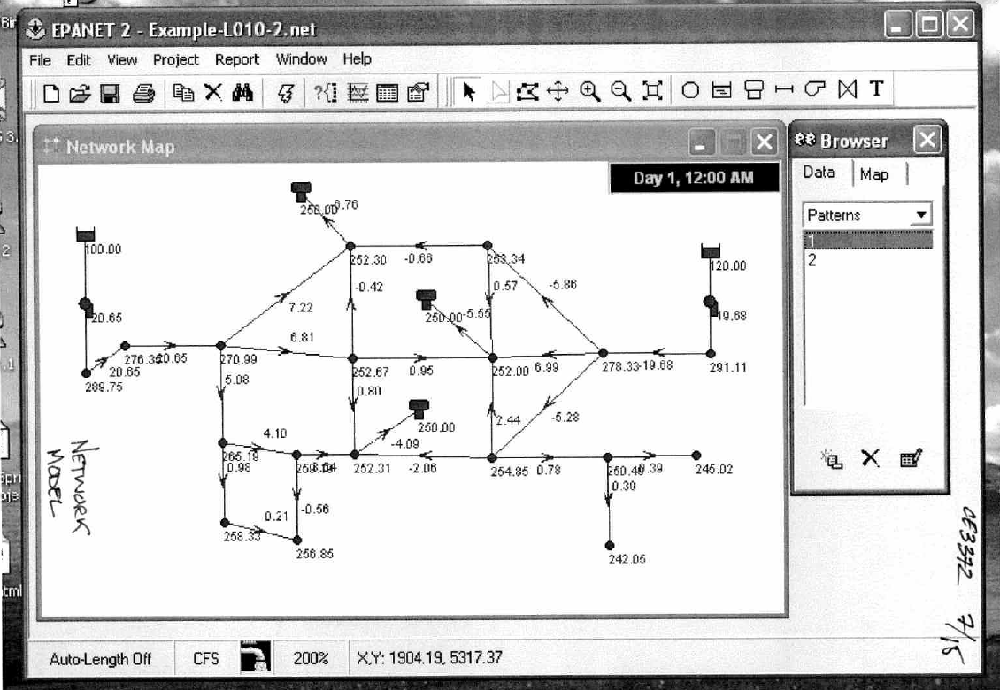 Bir
EPANET 2 - Example-L010-2.net
File Edit View Project Report Window Help
T
Network Map
Browser
Day 1, 12:00 AM
Data Map
Patterns
1
2
250.00 6.76
100.00
252.30 -0.66 253.34
120.00
-0.42 0.57 -5.86
20.65 7.22 250.00 -5.55 19.68
6.81
276.35 20.65 270.99 252.67 0.95 252.00 6.99 278.33 -19.68 291.11
20.65
289.75
5.08 0.80
250.00
4.10 -4.09 2.44 -5.28
265.19 252.31 -2.06 254.85 0.78 250.49 0.39 245.02
0.98
0.39
0.21 -0.56
258.33
256.85 242.05
NETWORK
MODEL
CE3372 7/18
Auto-Length Off CFS 200% X,Y: 1904.19, 5317.37